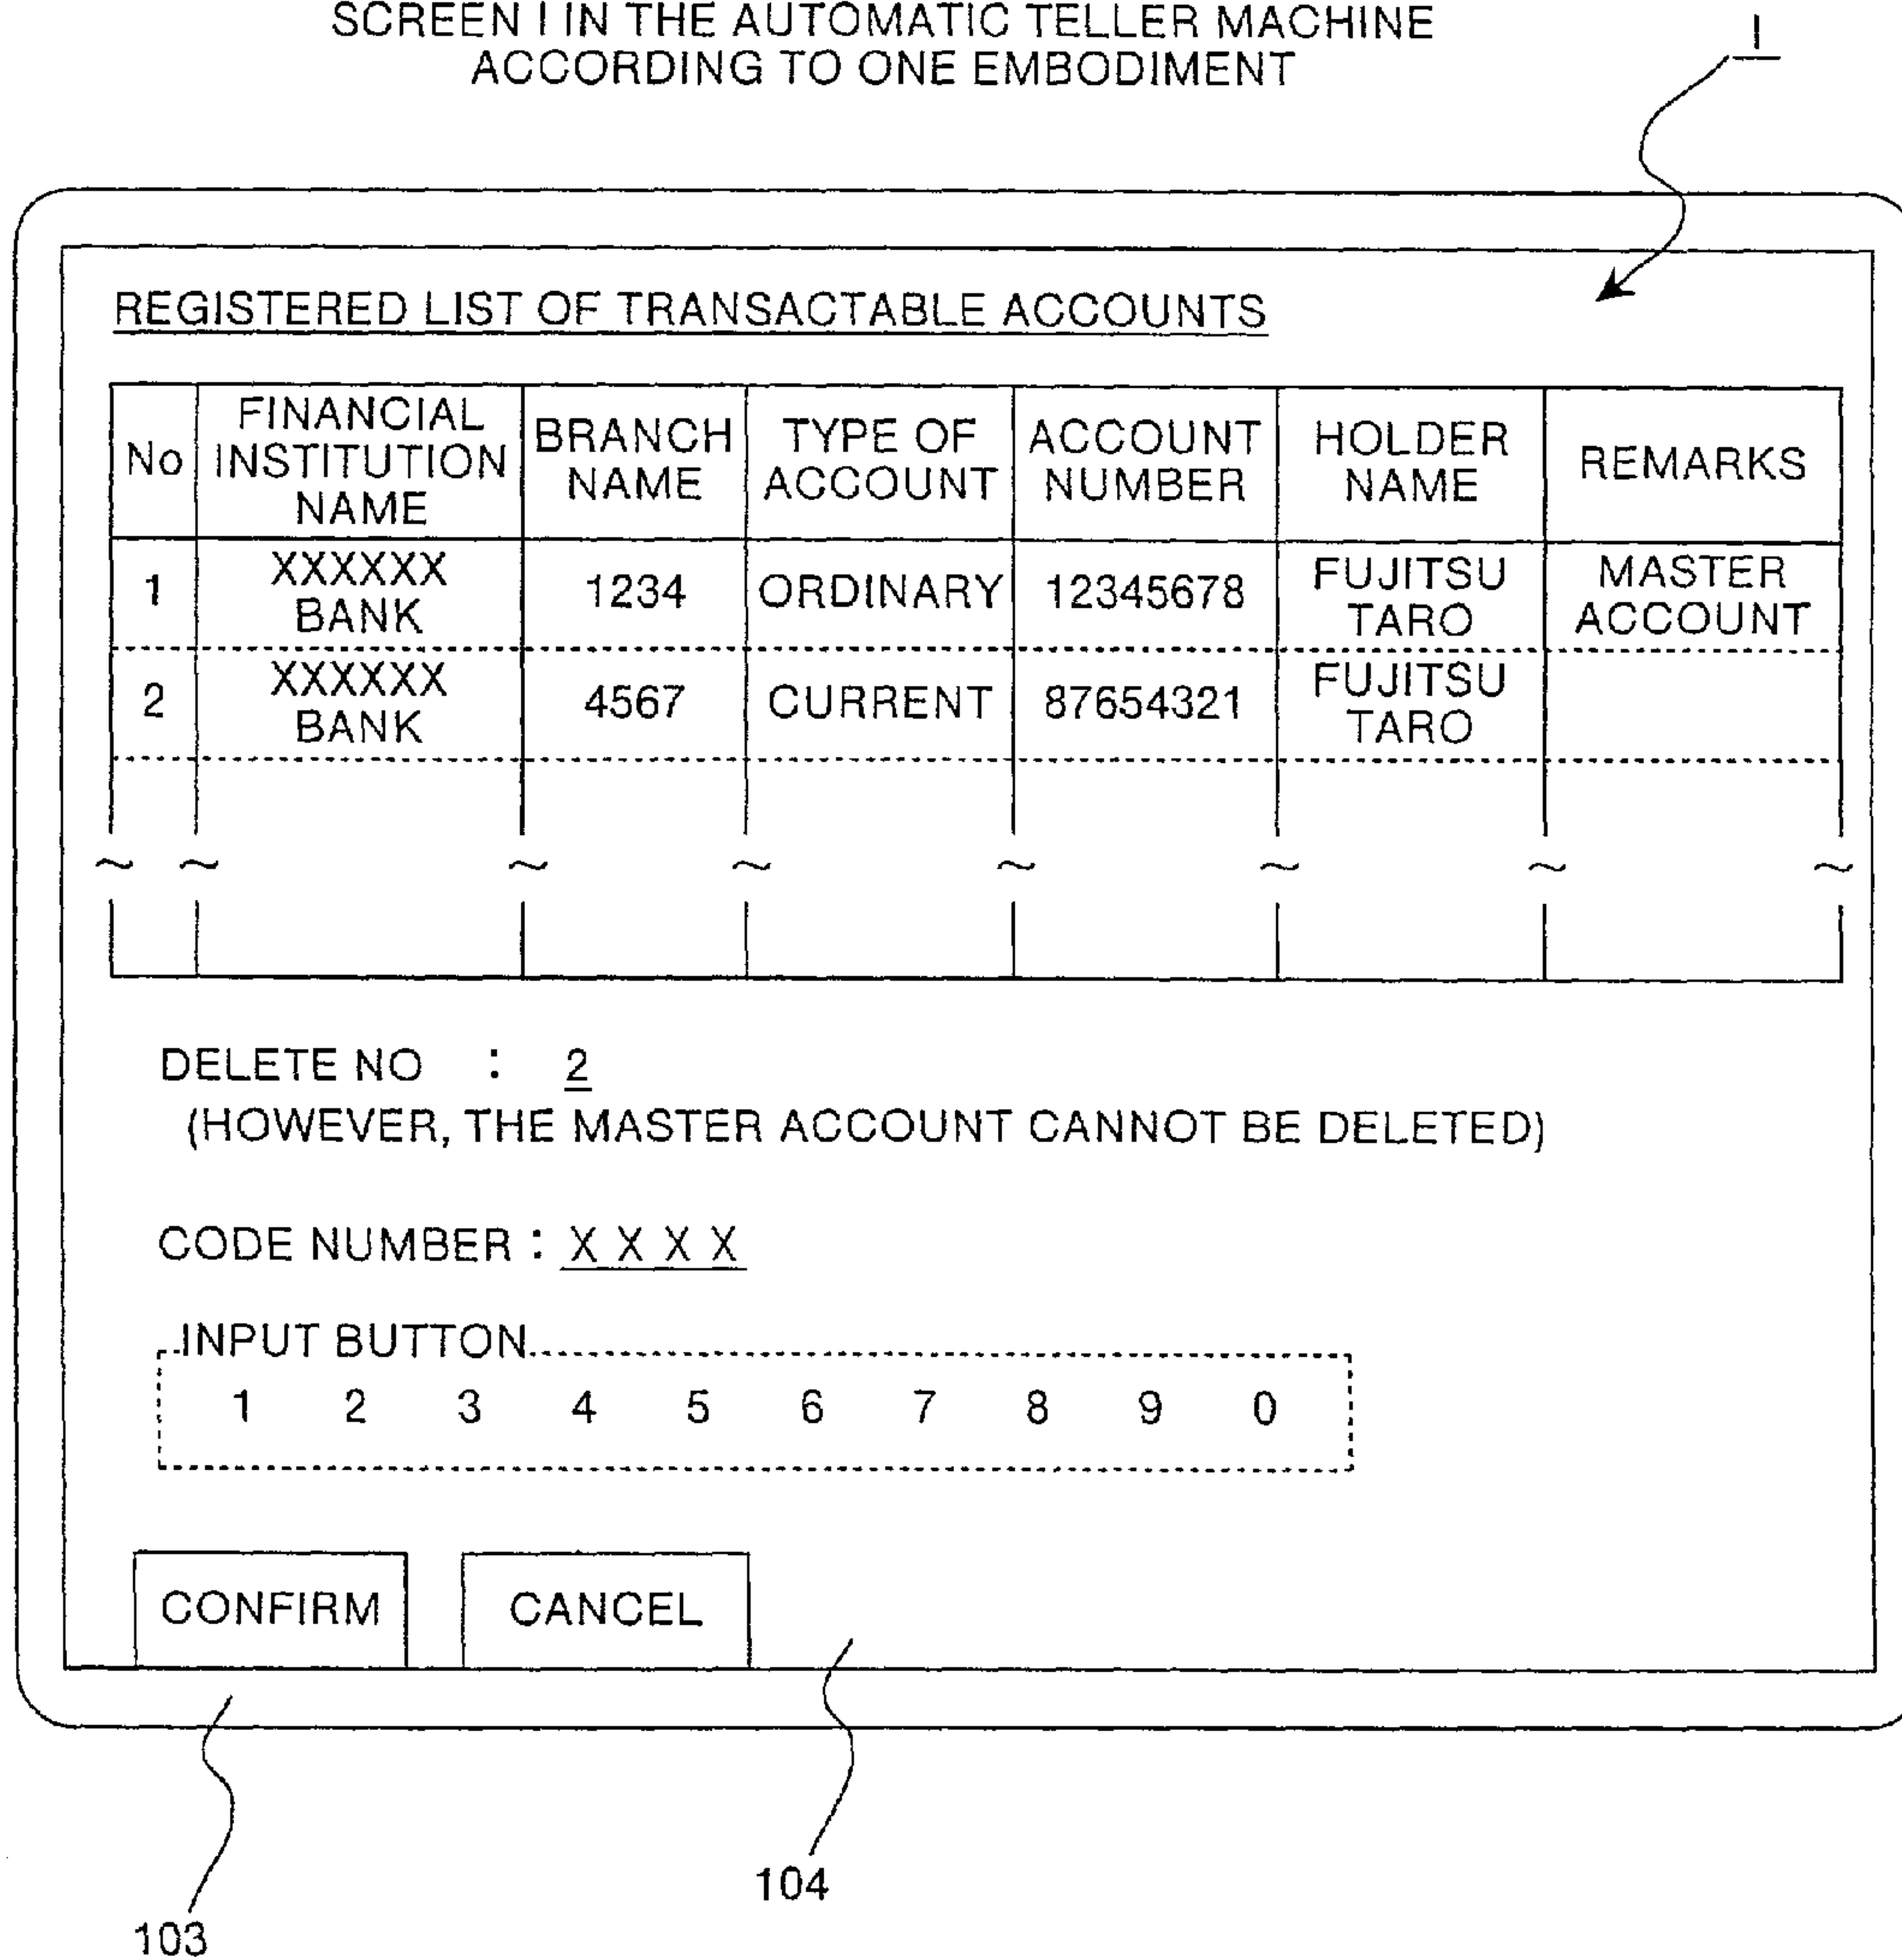 SCREEN I IN THE AUTOMATIC TELLER MACHINE
ACCORDING TO ONE EMBODIMENT
I
REGISTERED LIST OF TRANSACTABLE ACCOUNTS
No FINANCIAL INSTITUTION NAME BRANCH NAME TYPE OF ACCOUNT ACCOUNT NUMBER HOLDER NAME REMARKS
1 XXXXXX BANK 1234 ORDINARY 12345678 FUJITSU TARO MASTER ACCOUNT
2 XXXXXX BANK 4567 CURRENT 87654321 FUJITSU TARO
~ ~ ~ ~ ~ ~ ~ ~
DELETE NO : 2
(HOWEVER, THE MASTER ACCOUNT CANNOT BE DELETED)
CODE NUMBER : X X X X
INPUT BUTTON
1 2 3 4 5 6 7 8 9 0
CONFIRM CANCEL
104
103